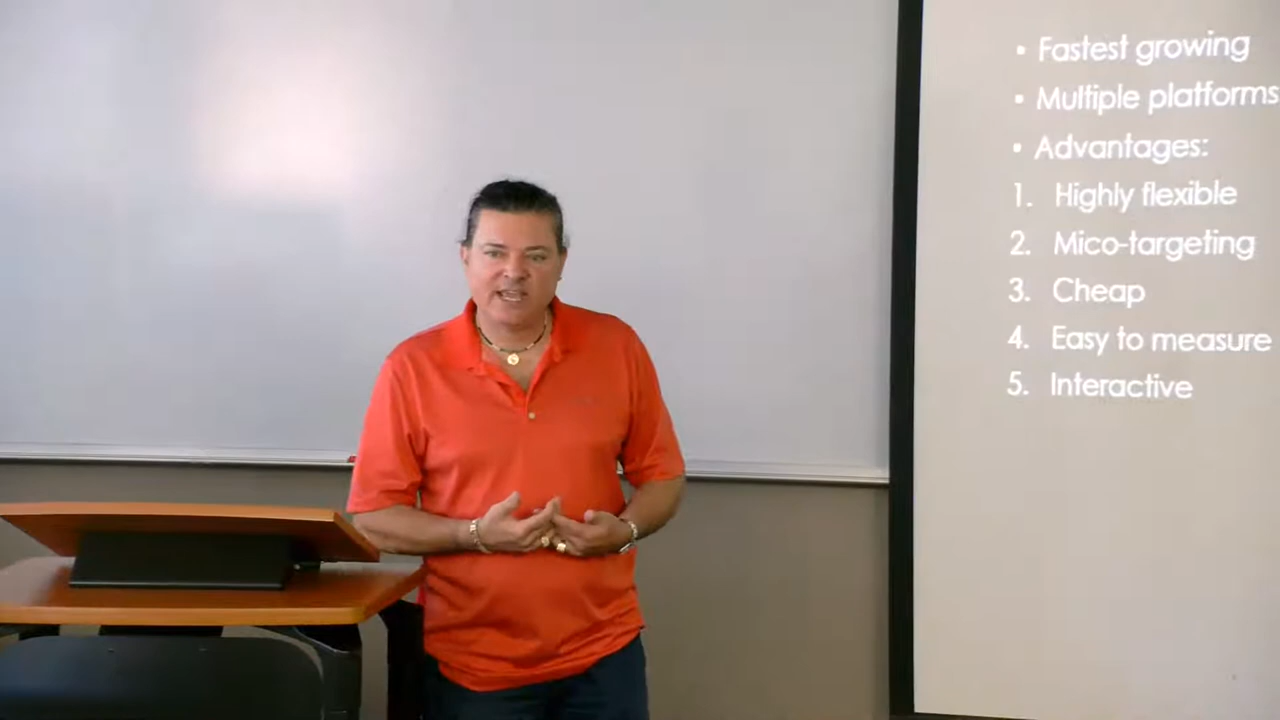 • Fastest growing
• Multiple platforms
• Advantages:
1. Highly flexible
2. Mico-targeting
3. Cheap
4. Easy to measure
5. Interactive